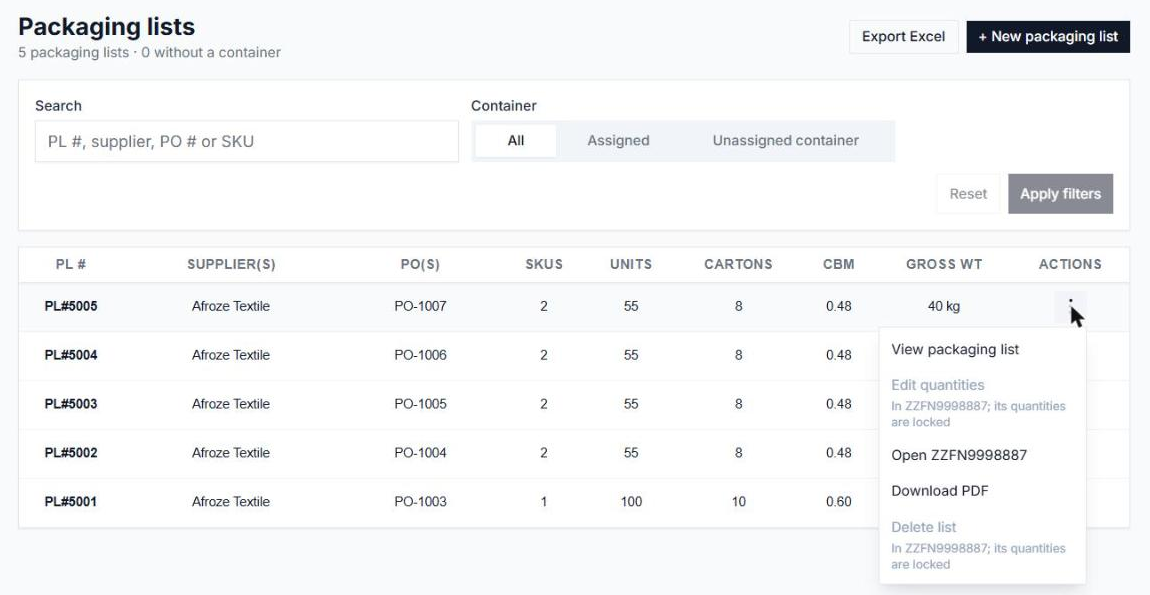 Packaging lists
5 packaging lists · 0 without a container
Export Excel
+ New packaging list
Search
Container
PL #, supplier, PO # or SKU
All Assigned Unassigned container
Reset Apply filters
PL # SUPPLIER(S) PO(S) SKUS UNITS CARTONS CBM GROSS WT ACTIONS
PL#5005 Afroze Textile PO-1007 2 55 8 0.48 40 kg
PL#5004 Afroze Textile PO-1006 2 55 8 0.48
PL#5003 Afroze Textile PO-1005 2 55 8 0.48
PL#5002 Afroze Textile PO-1004 2 55 8 0.48
PL#5001 Afroze Textile PO-1003 1 100 10 0.60
View packaging list
Edit quantities
In ZZFN9998887; its quantities
are locked
Open ZZFN9998887
Download PDF
Delete list
In ZZFN9998887; its quantities
are locked